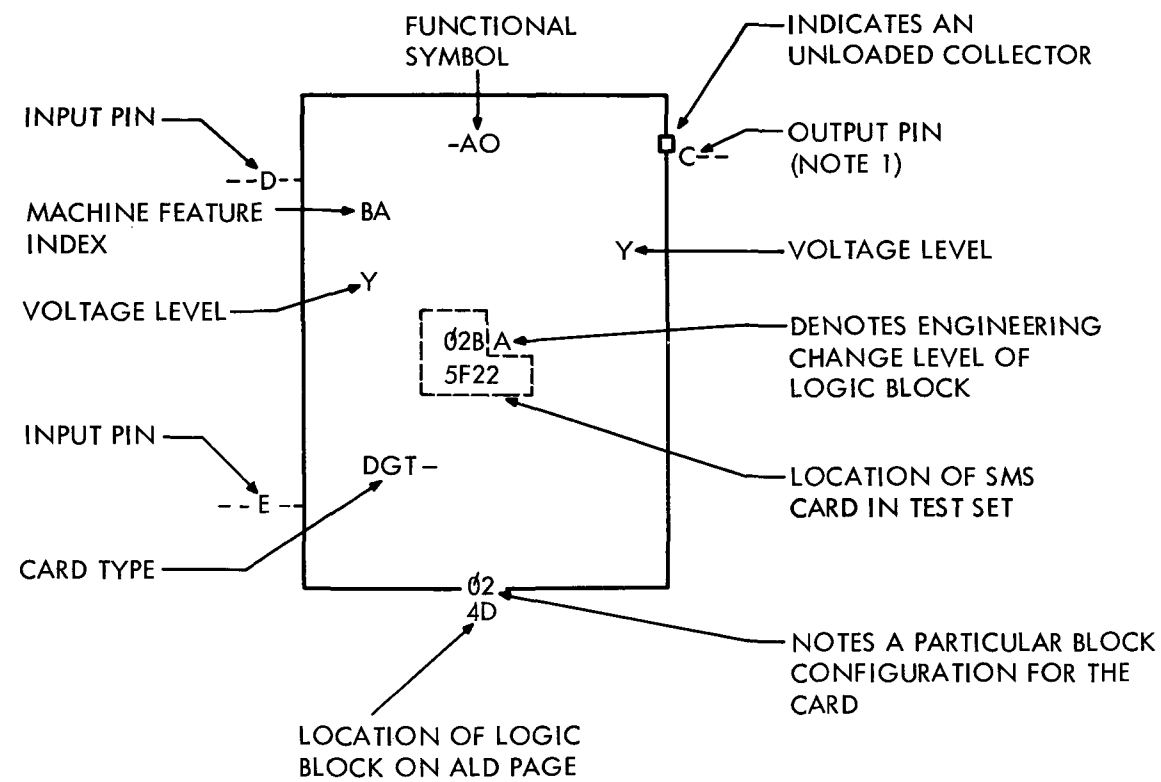 FUNCTIONAL
SYMBOL
INDICATES AN
UNLOADED COLLECTOR
INPUT PIN
-AO
C--
OUTPUT PIN
(NOTE 1)
--D--
MACHINE FEATURE
INDEX
BA
Y
VOLTAGE LEVEL
VOLTAGE LEVEL
Y
Ø2B A
5F22
DENOTES ENGINEERING
CHANGE LEVEL OF
LOGIC BLOCK
INPUT PIN
--E--
DGT-
LOCATION OF SMS
CARD IN TEST SET
CARD TYPE
Ø2
4D
NOTES A PARTICULAR BLOCK
CONFIGURATION FOR THE
CARD
LOCATION OF LOGIC
BLOCK ON ALD PAGE